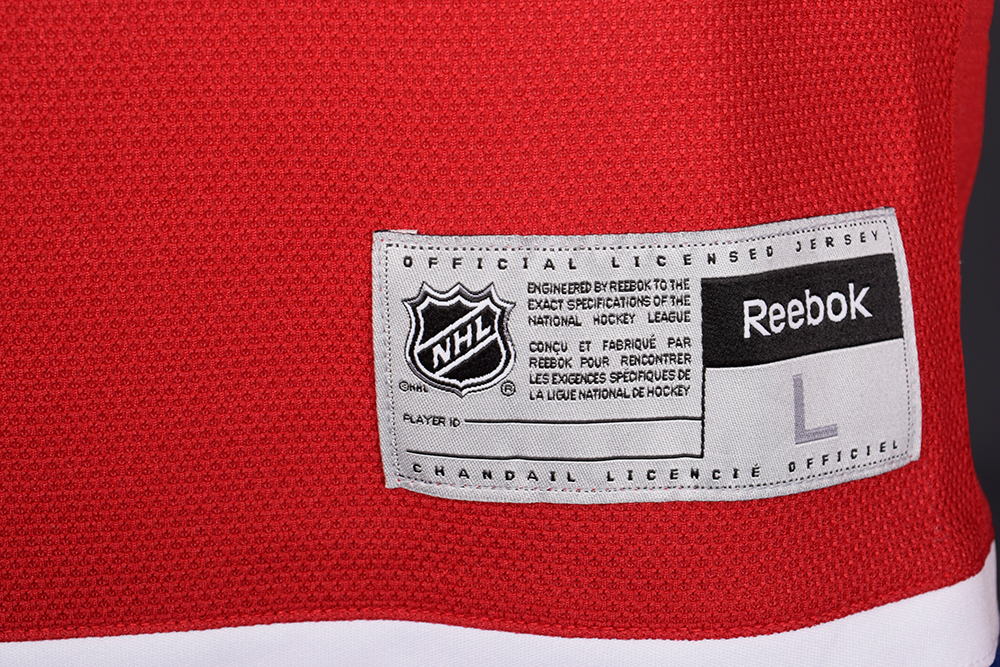 OFFICIAL LICENSED JERSEY
NHL
©NHL
®
ENGINEERED BY REEBOK TO THE
EXACT SPECIFICATIONS OF THE
NATIONAL HOCKEY LEAGUE
CONÇU ET FABRIQUÉ PAR
REEBOK POUR RENCONTRER
LES EXIGENCES SPÉCIFIQUES DE
LA LIGUE NATIONAL DE HOCKEY
Reebok
L
PLAYER ID
CHANDAIL LICENCIÉ OFFICIEL